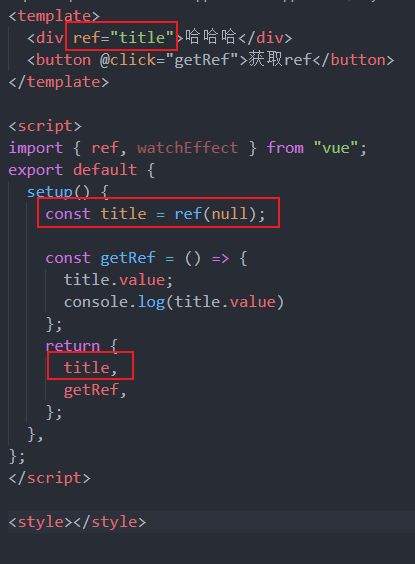 <template>
<div ref="title">哈哈哈</div>
<button @click="getRef">获取ref</button>
</template>
<script>
import { ref, watchEffect } from "vue";
export default {
setup() {
const title = ref(null);
const getRef = () => {
title.value;
console.log(title.value)
};
return {
title,
getRef,
};
},
};
</script>
<style></style>